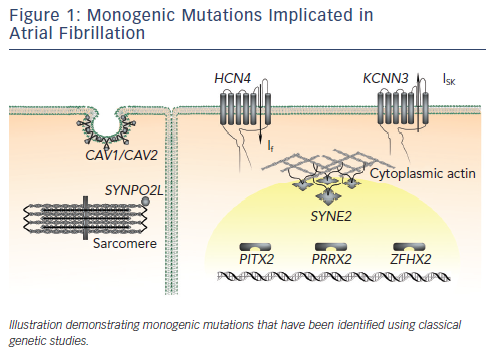 Figure 1: Monogenic Mutations Implicated in
Atrial Fibrillation
HCN4
KCNN3
ISK
If
CAV1/CAV2
Cytoplasmic actin
SYNPO2L
SYNE2
Sarcomere
PITX2
PRRX2
ZFHX2
Illustration demonstrating monogenic mutations that have been identified using classical
genetic studies.